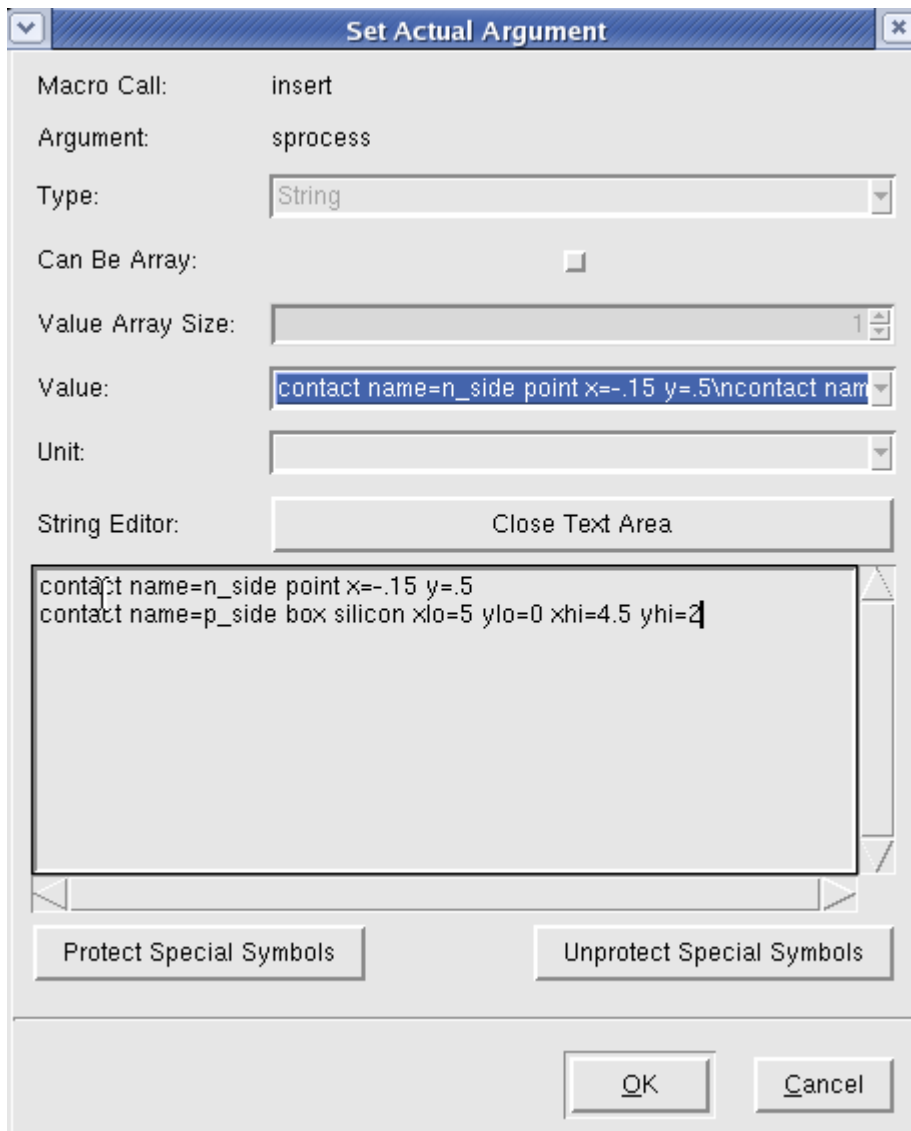 Set Actual Argument
Macro Call: insert
Argument: sprocess
Type: String
Can Be Array:
Value Array Size: 1
Value: contact name=n_side point x=-.15 y=.5\ncontact nam
Unit:
String Editor: Close Text Area
contact name=n_side point x=-.15 y=.5
contact name=p_side box silicon xlo=5 ylo=0 xhi=4.5 yhi=2
Protect Special Symbols Unprotect Special Symbols
OK Cancel